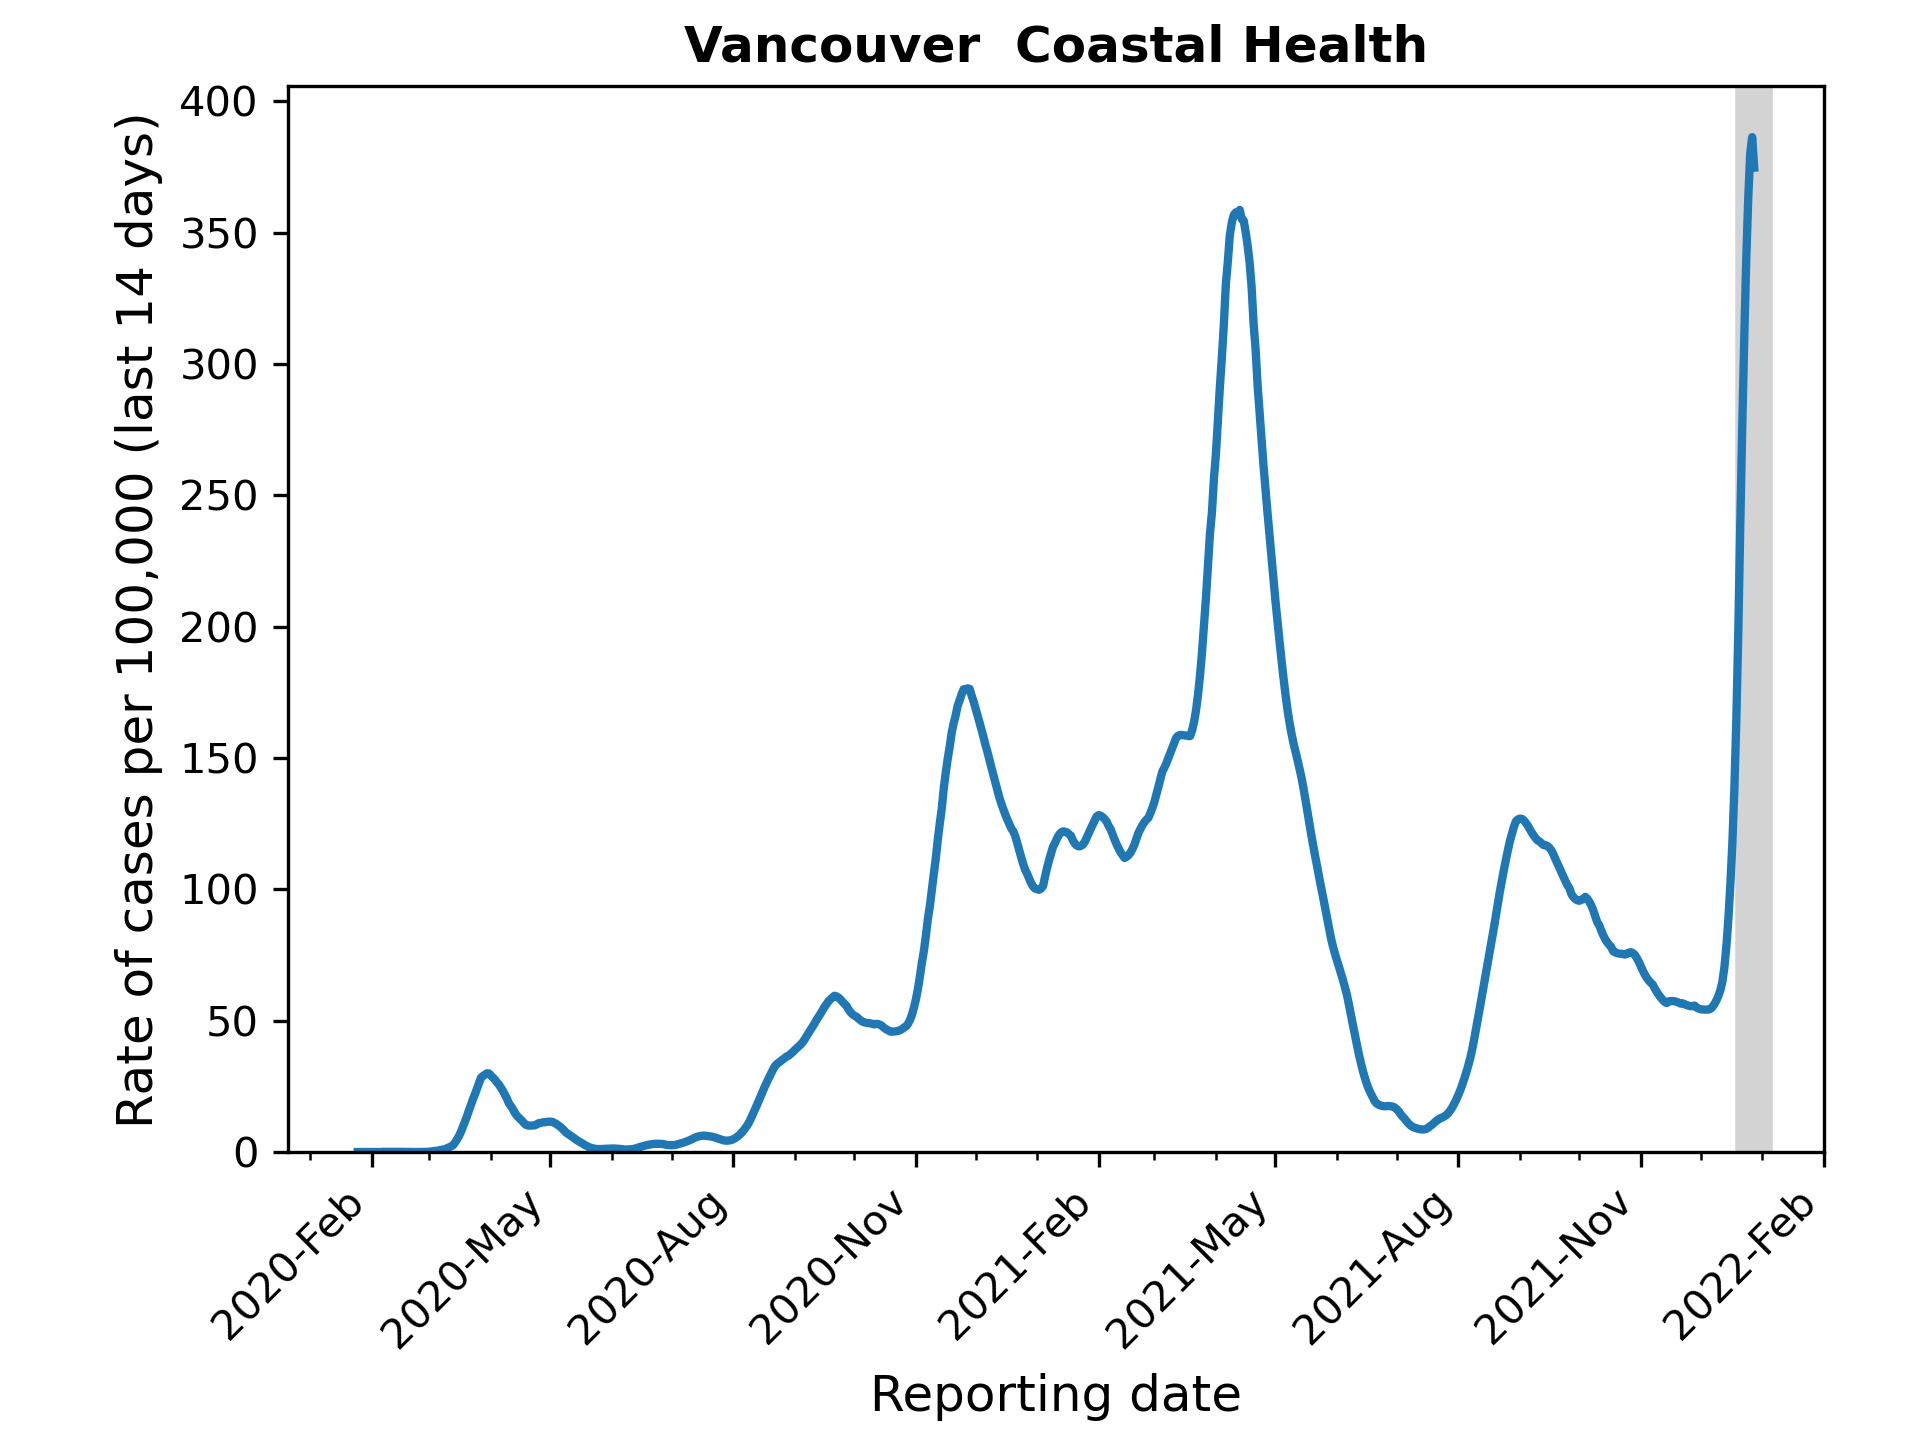 Vancouver  Coastal Health
400
350
300
250
200
150
100
50
0
Rate of cases per 100,000 (last 14 days)
2020-Feb
2020-May
2020-Aug
2020-Nov
2021-Feb
2021-May
2021-Aug
2021-Nov
2022-Feb
Reporting date